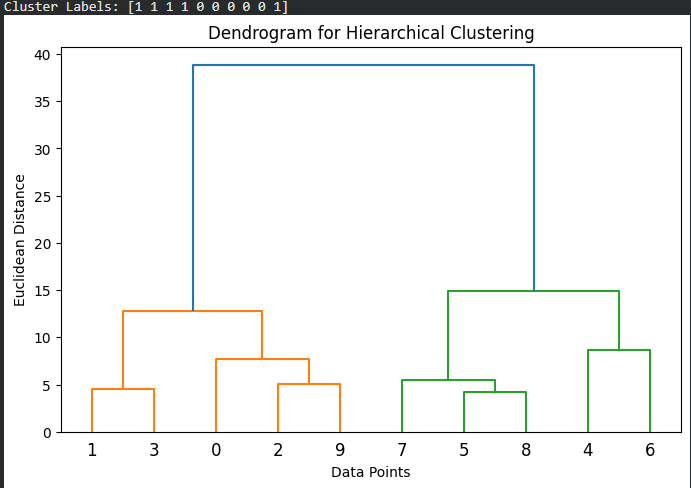 Cluster Labels: [1 1 1 1 0 0 0 0 0 1]
Dendrogram for Hierarchical Clustering
40
35
30
25
20
15
10
5
0
Euclidean Distance
1 3 0 2 9 7 5 8 4 6
Data Points